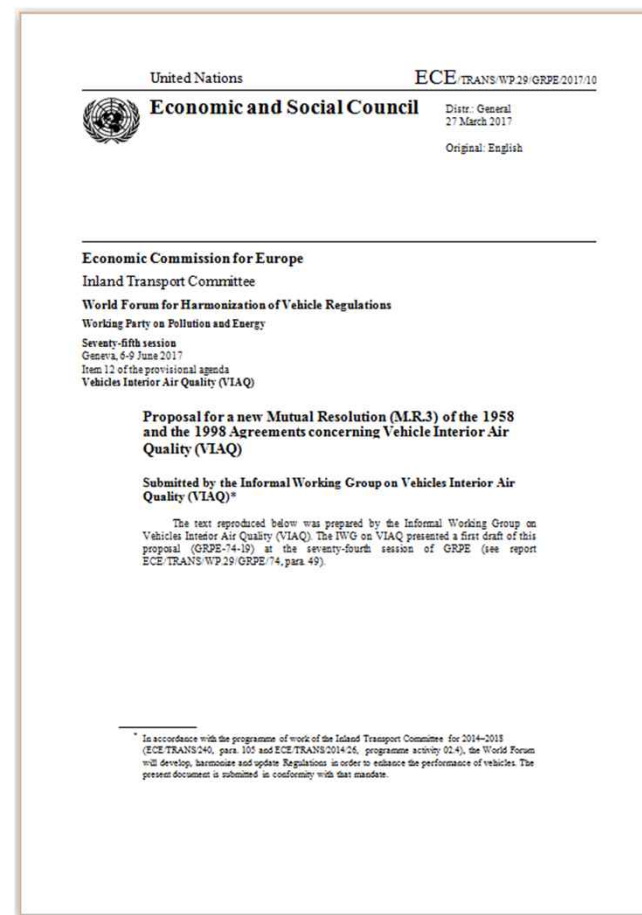 United Nations ECE/TRANS/WP.29/GRPE/2017/10
Economic and Social Council
Distr.: General
27 March 2017
Original: English
Economic Commission for Europe
Inland Transport Committee
World Forum for Harmonization of Vehicle Regulations
Working Party on Pollution and Energy
Seventy-fifth session
Geneva, 6-9 June 2017
Item 12 of the provisional agenda
Vehicles Interior Air Quality (VIAQ)
Proposal for a new Mutual Resolution (M.R.3) of the 1958
and the 1998 Agreements concerning Vehicle Interior Air
Quality (VIAQ)
Submitted by the Informal Working Group on Vehicles Interior Air
Quality (VIAQ)*
The text reproduced below was prepared by the Informal Working Group on
Vehicles Interior Air Quality (VIAQ). The IWG on VIAQ presented a first draft of this
proposal (GRPE-74-19) at the seventy-fourth session of GRPE (see report
ECE/TRANS/WP.29/GRPE/74, para. 49).
* In accordance with the programme of work of the Inland Transport Committee for 2014–2018
(ECE/TRANS/240, para. 105 and ECE/TRANS/2014/26, programme activity 02.4), the World Forum
will develop, harmonize and update Regulations in order to enhance the performance of vehicles. The
present document is submitted in conformity with that mandate.